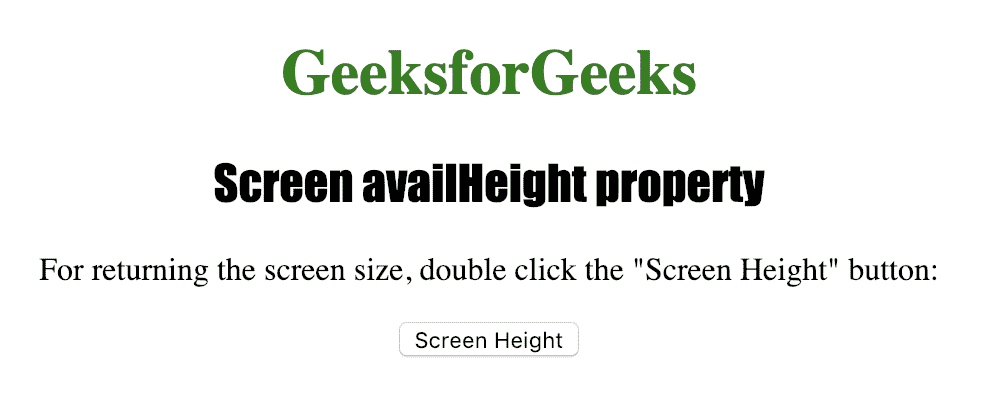 GeeksforGeeks
Screen availHeight property
For returning the screen size, double click the "Screen Height" button:
Screen Height